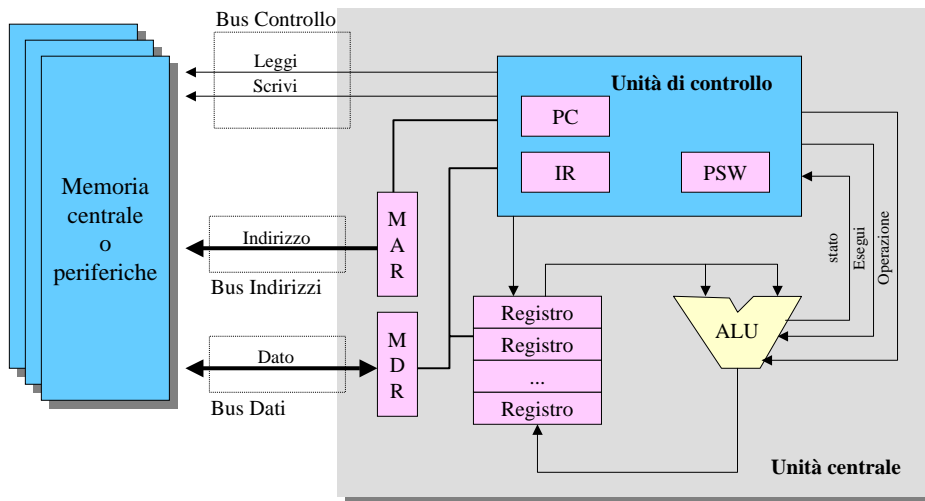 Bus Controllo
Leggi
Scrivi
Unità di controllo
PC
IR
PSW
Memoria
centrale
o
periferiche
M
A
R
Indirizzo
Bus Indirizzi
stato
Esegui
Operazione
Registro
Registro
...
Registro
ALU
M
D
R
Dato
Bus Dati
Unità centrale